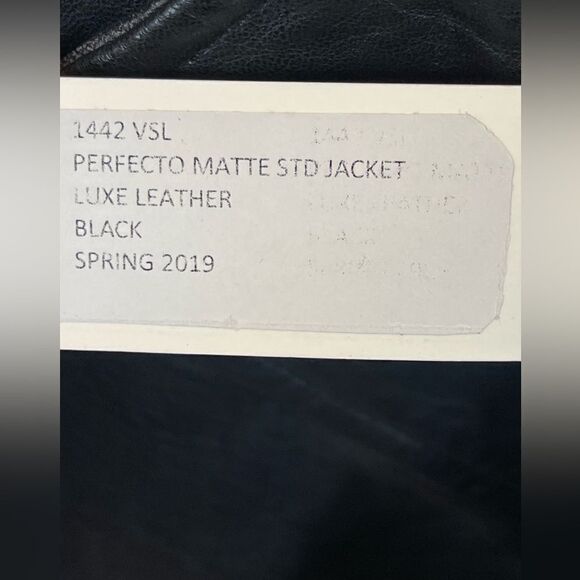 1442 VSL
PERFECTO MATTE STD JACKET
LUXE LEATHER
BLACK
SPRING 2019